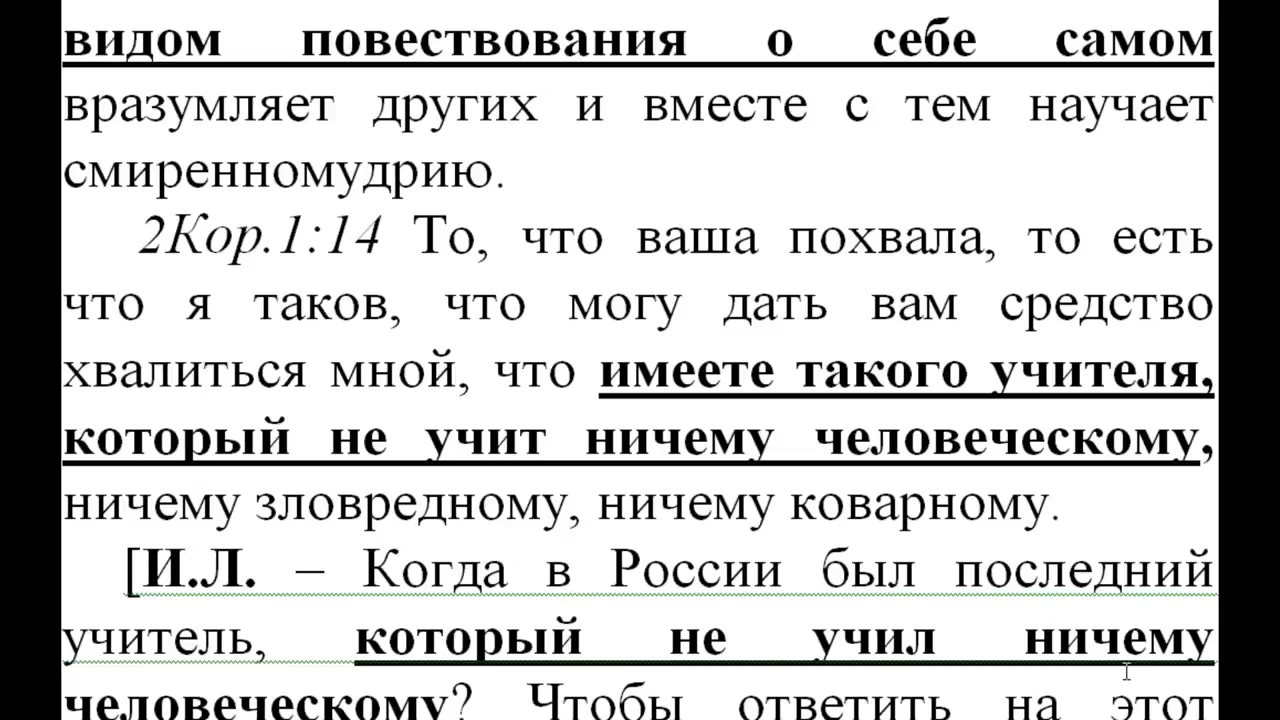 видом повествования о себе самом
вразумляет других и вместе с тем научает
смиренномудрию.
2Кор.1:14 То, что ваша похвала, то есть
что я таков, что могу дать вам средство
хвалиться мной, что имеете такого учителя,
который не учит ничему человеческому,
ничему зловредному, ничему коварному.
[И.Л. – Когда в России был последний
учитель, который не учил ничему
человеческому? Чтобы ответить на этот